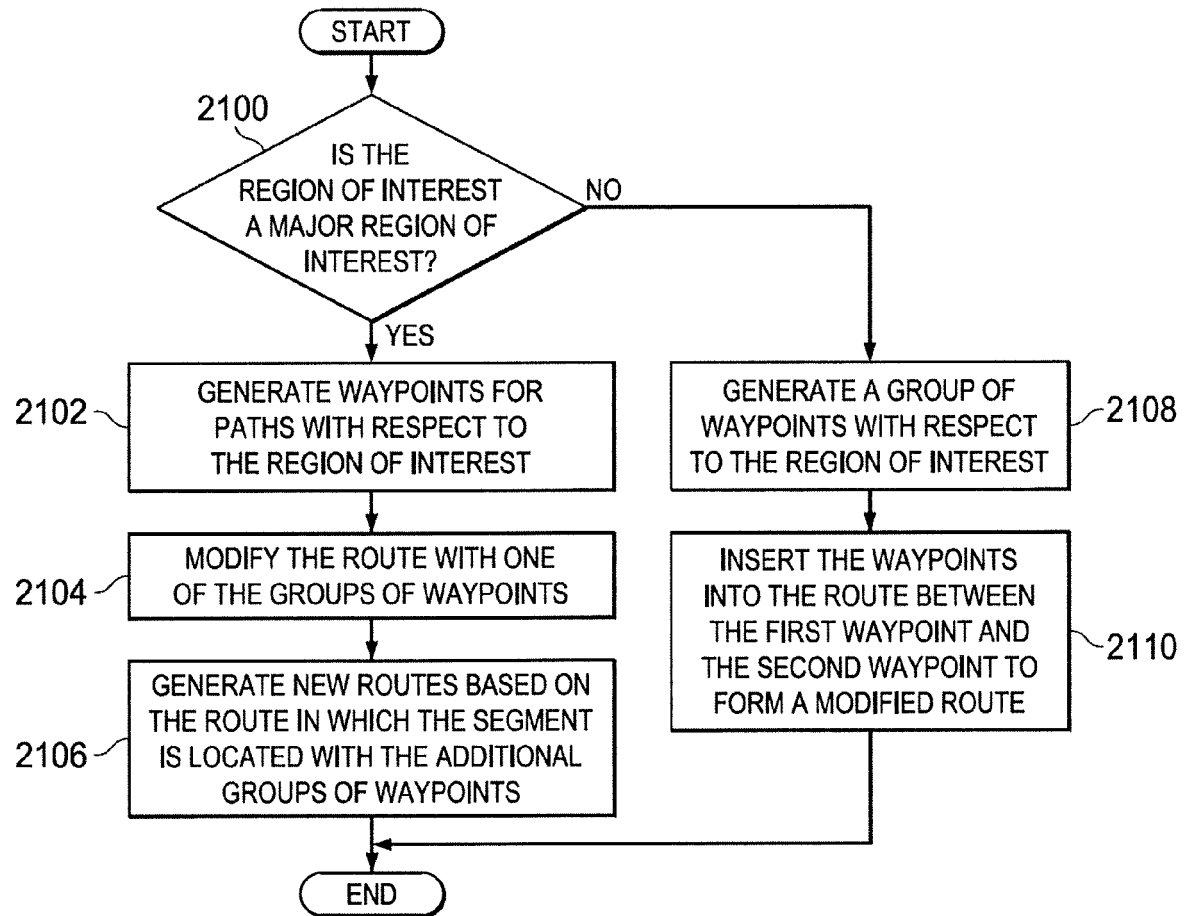 START
2100
IS THE
REGION OF INTEREST
A MAJOR REGION OF
INTEREST?
NO
YES
2102
GENERATE WAYPOINTS FOR
PATHS WITH RESPECT TO
THE REGION OF INTEREST
2104
MODIFY THE ROUTE WITH ONE
OF THE GROUPS OF WAYPOINTS
2106
GENERATE NEW ROUTES BASED ON
THE ROUTE IN WHICH THE SEGMENT
IS LOCATED WITH THE ADDITIONAL
GROUPS OF WAYPOINTS
GENERATE A GROUP OF
WAYPOINTS WITH RESPECT
TO THE REGION OF INTEREST
2108
INSERT THE WAYPOINTS
INTO THE ROUTE BETWEEN
THE FIRST WAYPOINT AND
THE SECOND WAYPOINT TO
FORM A MODIFIED ROUTE
2110
END